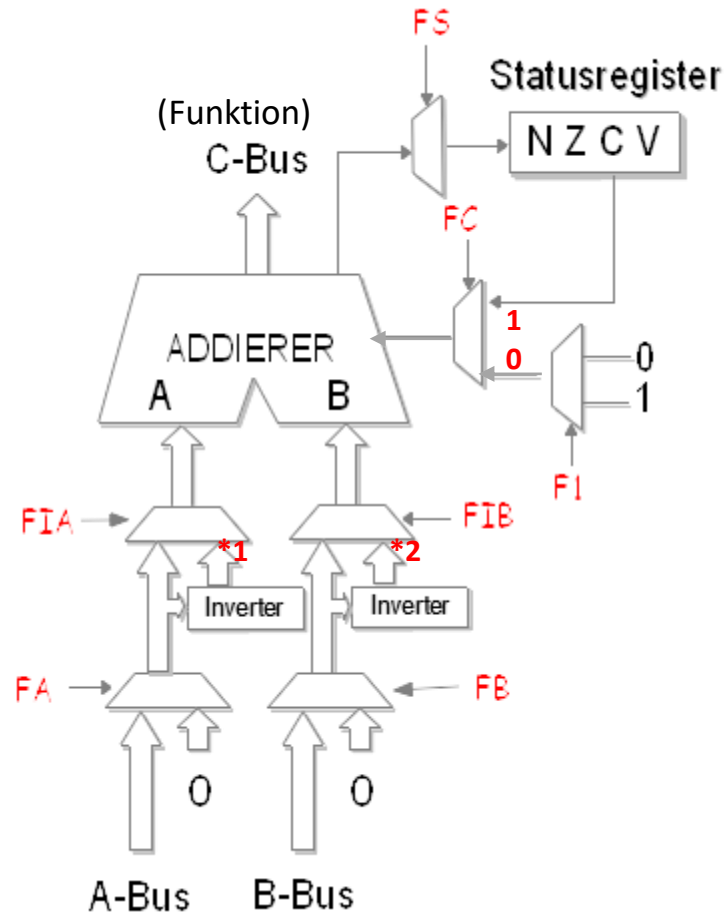 FS
Statusregister
(Funktion)
C-Bus
N Z C V
FC
1
0
ADDIERER
0
1
A
B
F1
FIA
FIB
*1
*2
Inverter
Inverter
FA
FB
0
0
A-Bus
B-Bus